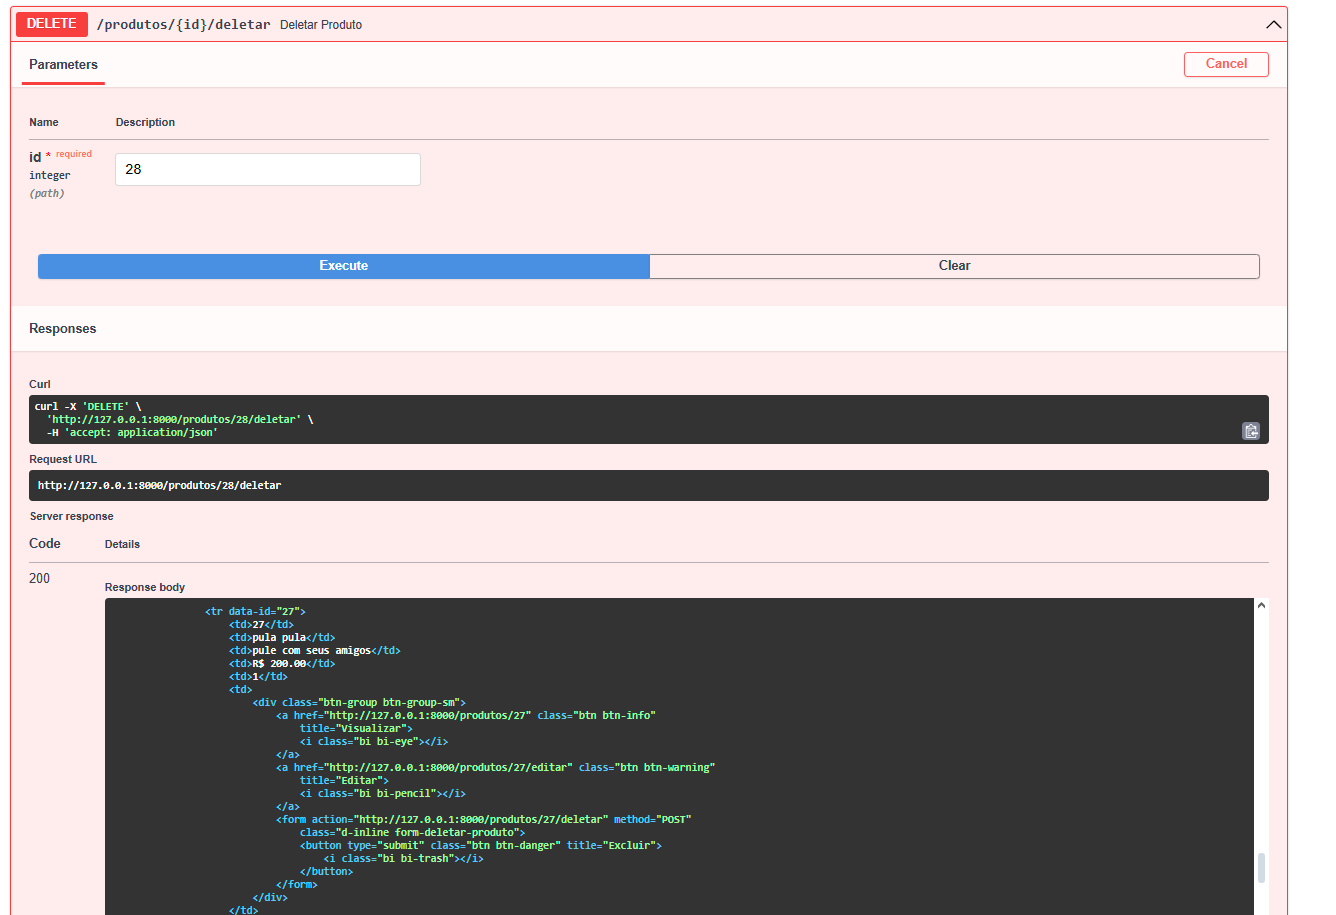 DELETE /produtos/{id}/deletar Deletar Produto
Parameters
Cancel
Name Description
id * required
integer
(path)
28
Execute
Clear
Responses
Curl
curl -X 'DELETE' \
'http://127.0.0.1:8000/produtos/28/deletar' \
-H 'accept: application/json'
Request URL
http://127.0.0.1:8000/produtos/28/deletar
Server response
Code Details
200
Response body
<tr data-id="27">
<td>27</td>
<td>pula pula</td>
<td>pule com seus amigos</td>
<td>R$ 200.00</td>
<td>1</td>
<td>
<div class="btn-group btn-group-sm">
<a href="http://127.0.0.1:8000/produtos/27" class="btn btn-info"
title="Visualizar">
<i class="bi bi-eye"></i>
</a>
<a href="http://127.0.0.1:8000/produtos/27/editar" class="btn btn-warning"
title="Editar">
<i class="bi bi-pencil"></i>
</a>
<form action="http://127.0.0.1:8000/produtos/27/deletar" method="POST"
class="d-inline form-deletar-produto">
<button type="submit" class="btn btn-danger" title="Excluir">
<i class="bi bi-trash"></i>
</button>
</form>
</div>
</td>